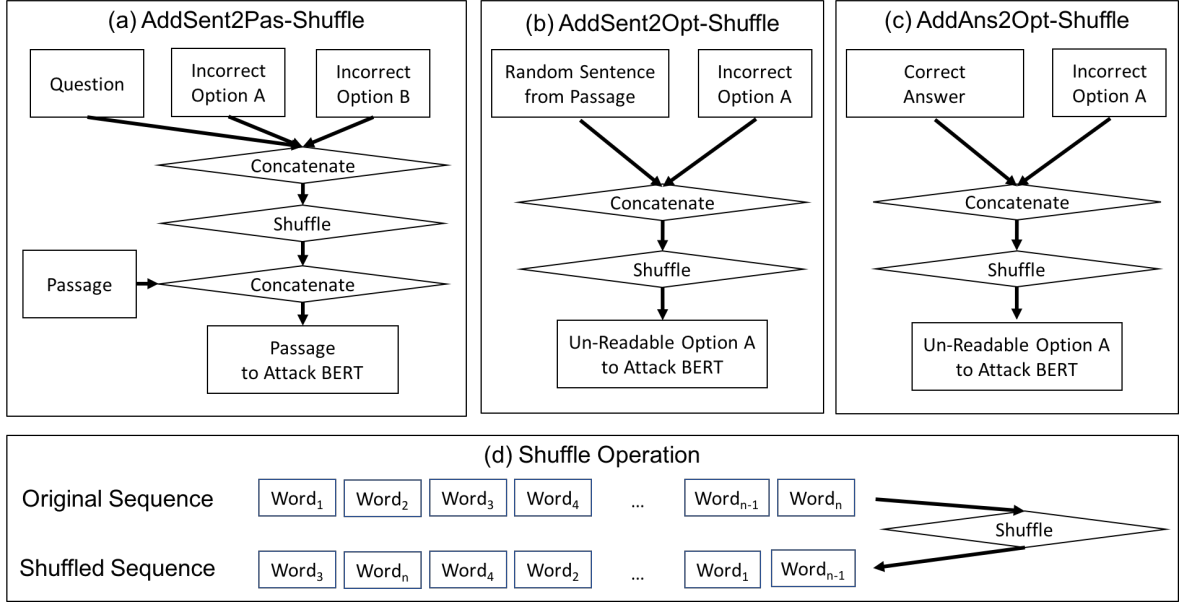 (a) AddSent2Pas-Shuffle
Question
Incorrect
Option A
Incorrect
Option B
Concatenate
Shuffle
Passage
Concatenate
Passage
to Attack BERT
(b) AddSent2Opt-Shuffle
Random Sentence
from Passage
Incorrect
Option A
Concatenate
Shuffle
Un-Readable Option A
to Attack BERT
(c) AddAns2Opt-Shuffle
Correct
Answer
Incorrect
Option A
Concatenate
Shuffle
Un-Readable Option A
to Attack BERT
(d) Shuffle Operation
Original Sequence Word₁ Word₂ Word₃ Word₄ ... Wordₙ₋₁ Wordₙ
Shuffle
Shuffled Sequence Word₃ Wordₙ Word₄ Word₂ ... Word₁ Wordₙ₋₁